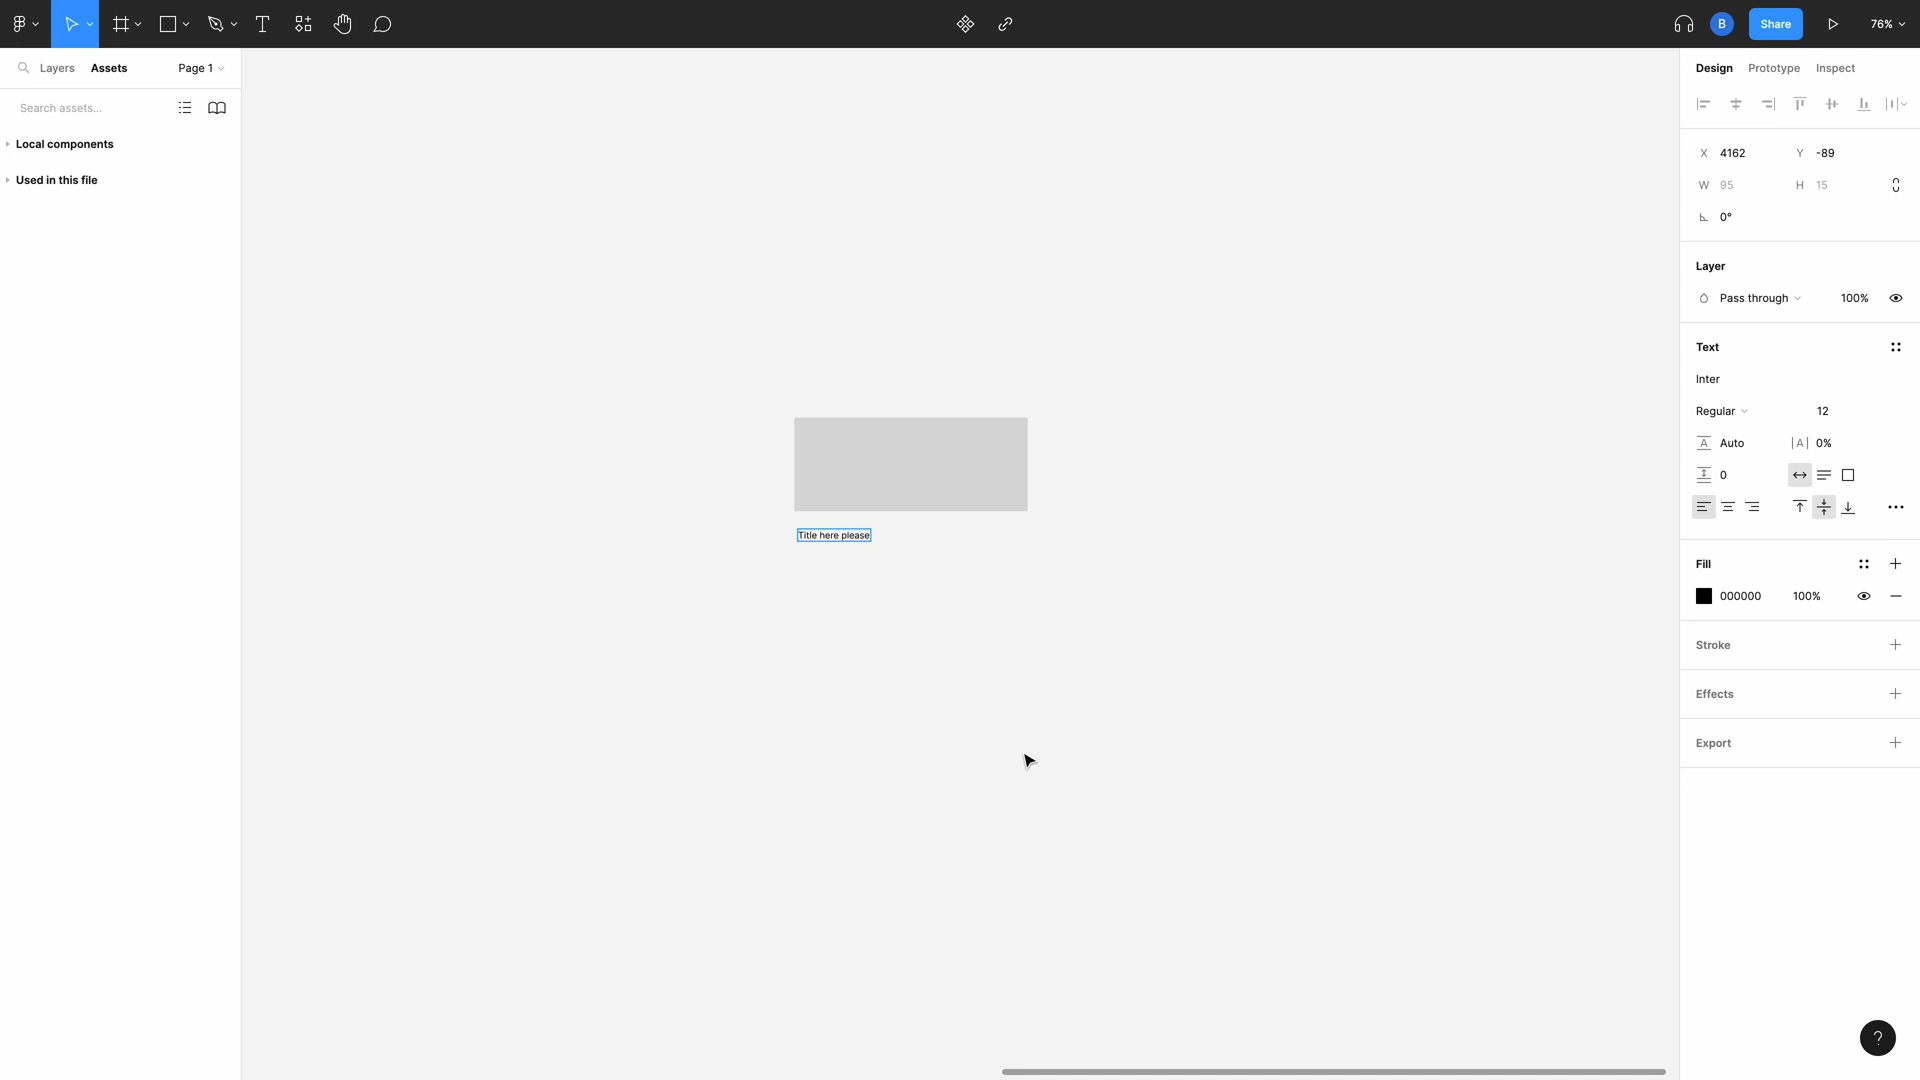 B
Share
76%
Layers
Assets
Page 1
Design
Prototype
Inspect
Search assets...
Local components
Used in this file
X 4162
Y -89
W 95
H 15
0°
Layer
Pass through
100%
Text
Inter
Regular
12
Auto
0%
0
Title here please
Fill
000000
100%
Stroke
Effects
Export
?